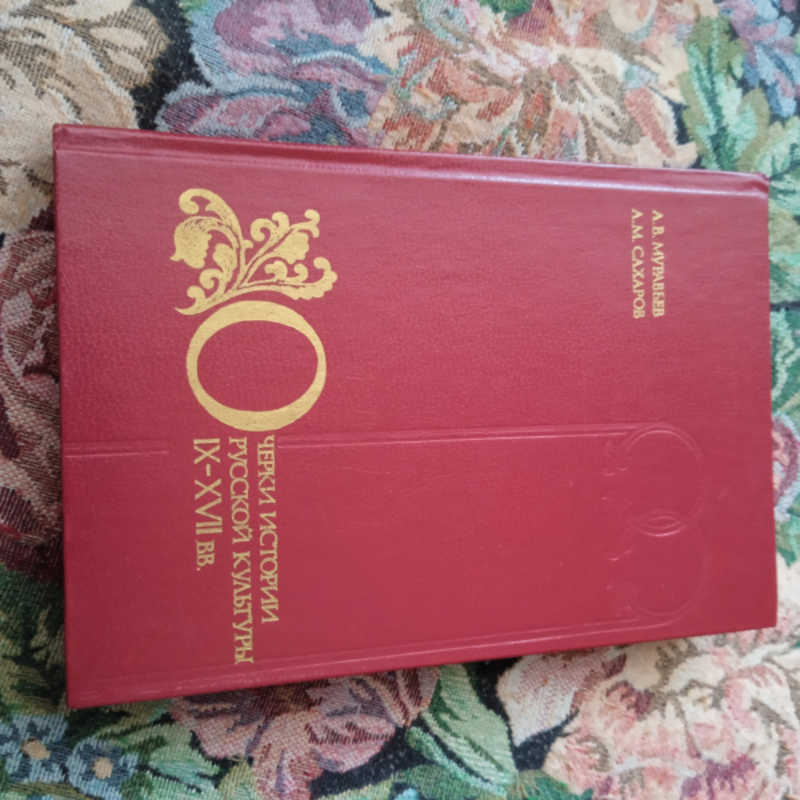 А.В. МУРАВЬЕВ
А.М. САХАРОВ
ОЧЕРКИ ИСТОРИИ
РУССКОЙ КУЛЬТУРЫ
IX–XVII ВВ.